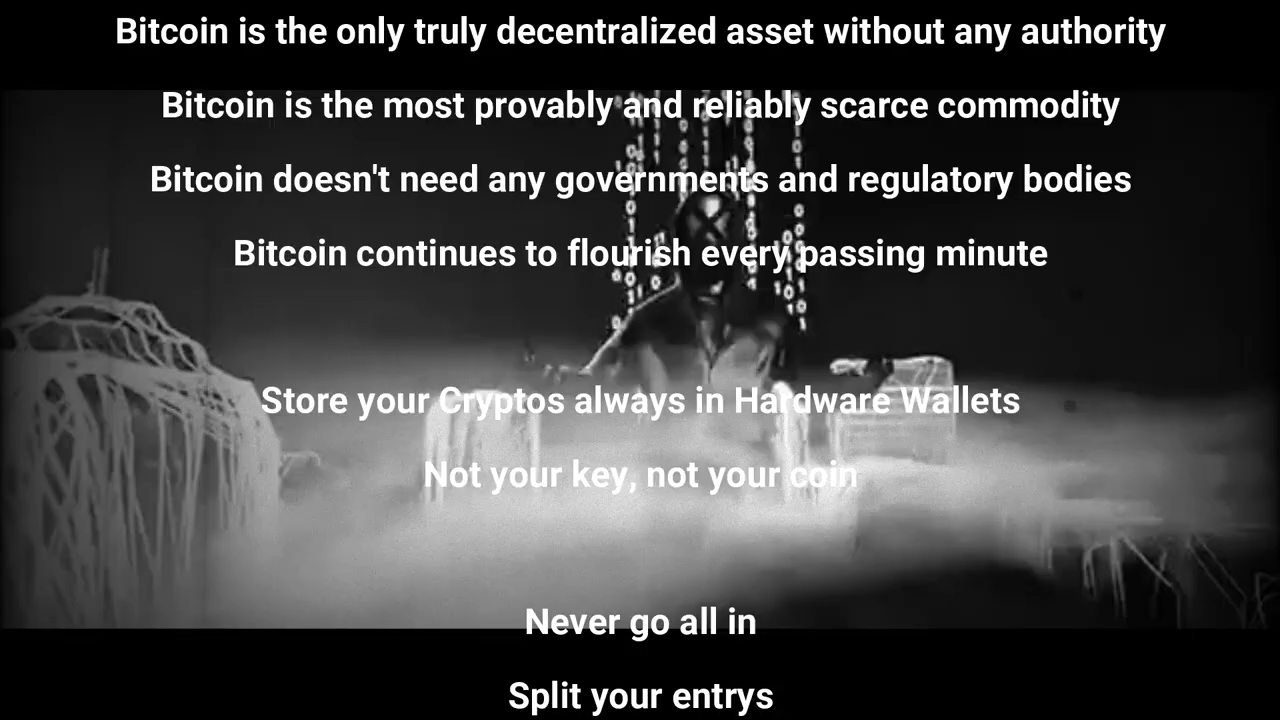 Bitcoin is the only truly decentralized asset without any authority
Bitcoin is the most provably and reliably scarce commodity
Bitcoin doesn't need any governments and regulatory bodies
Bitcoin continues to flourish every passing minute
Store your Cryptos always in Hardware Wallets
Not your key, not your coin
Never go all in
Split your entrys